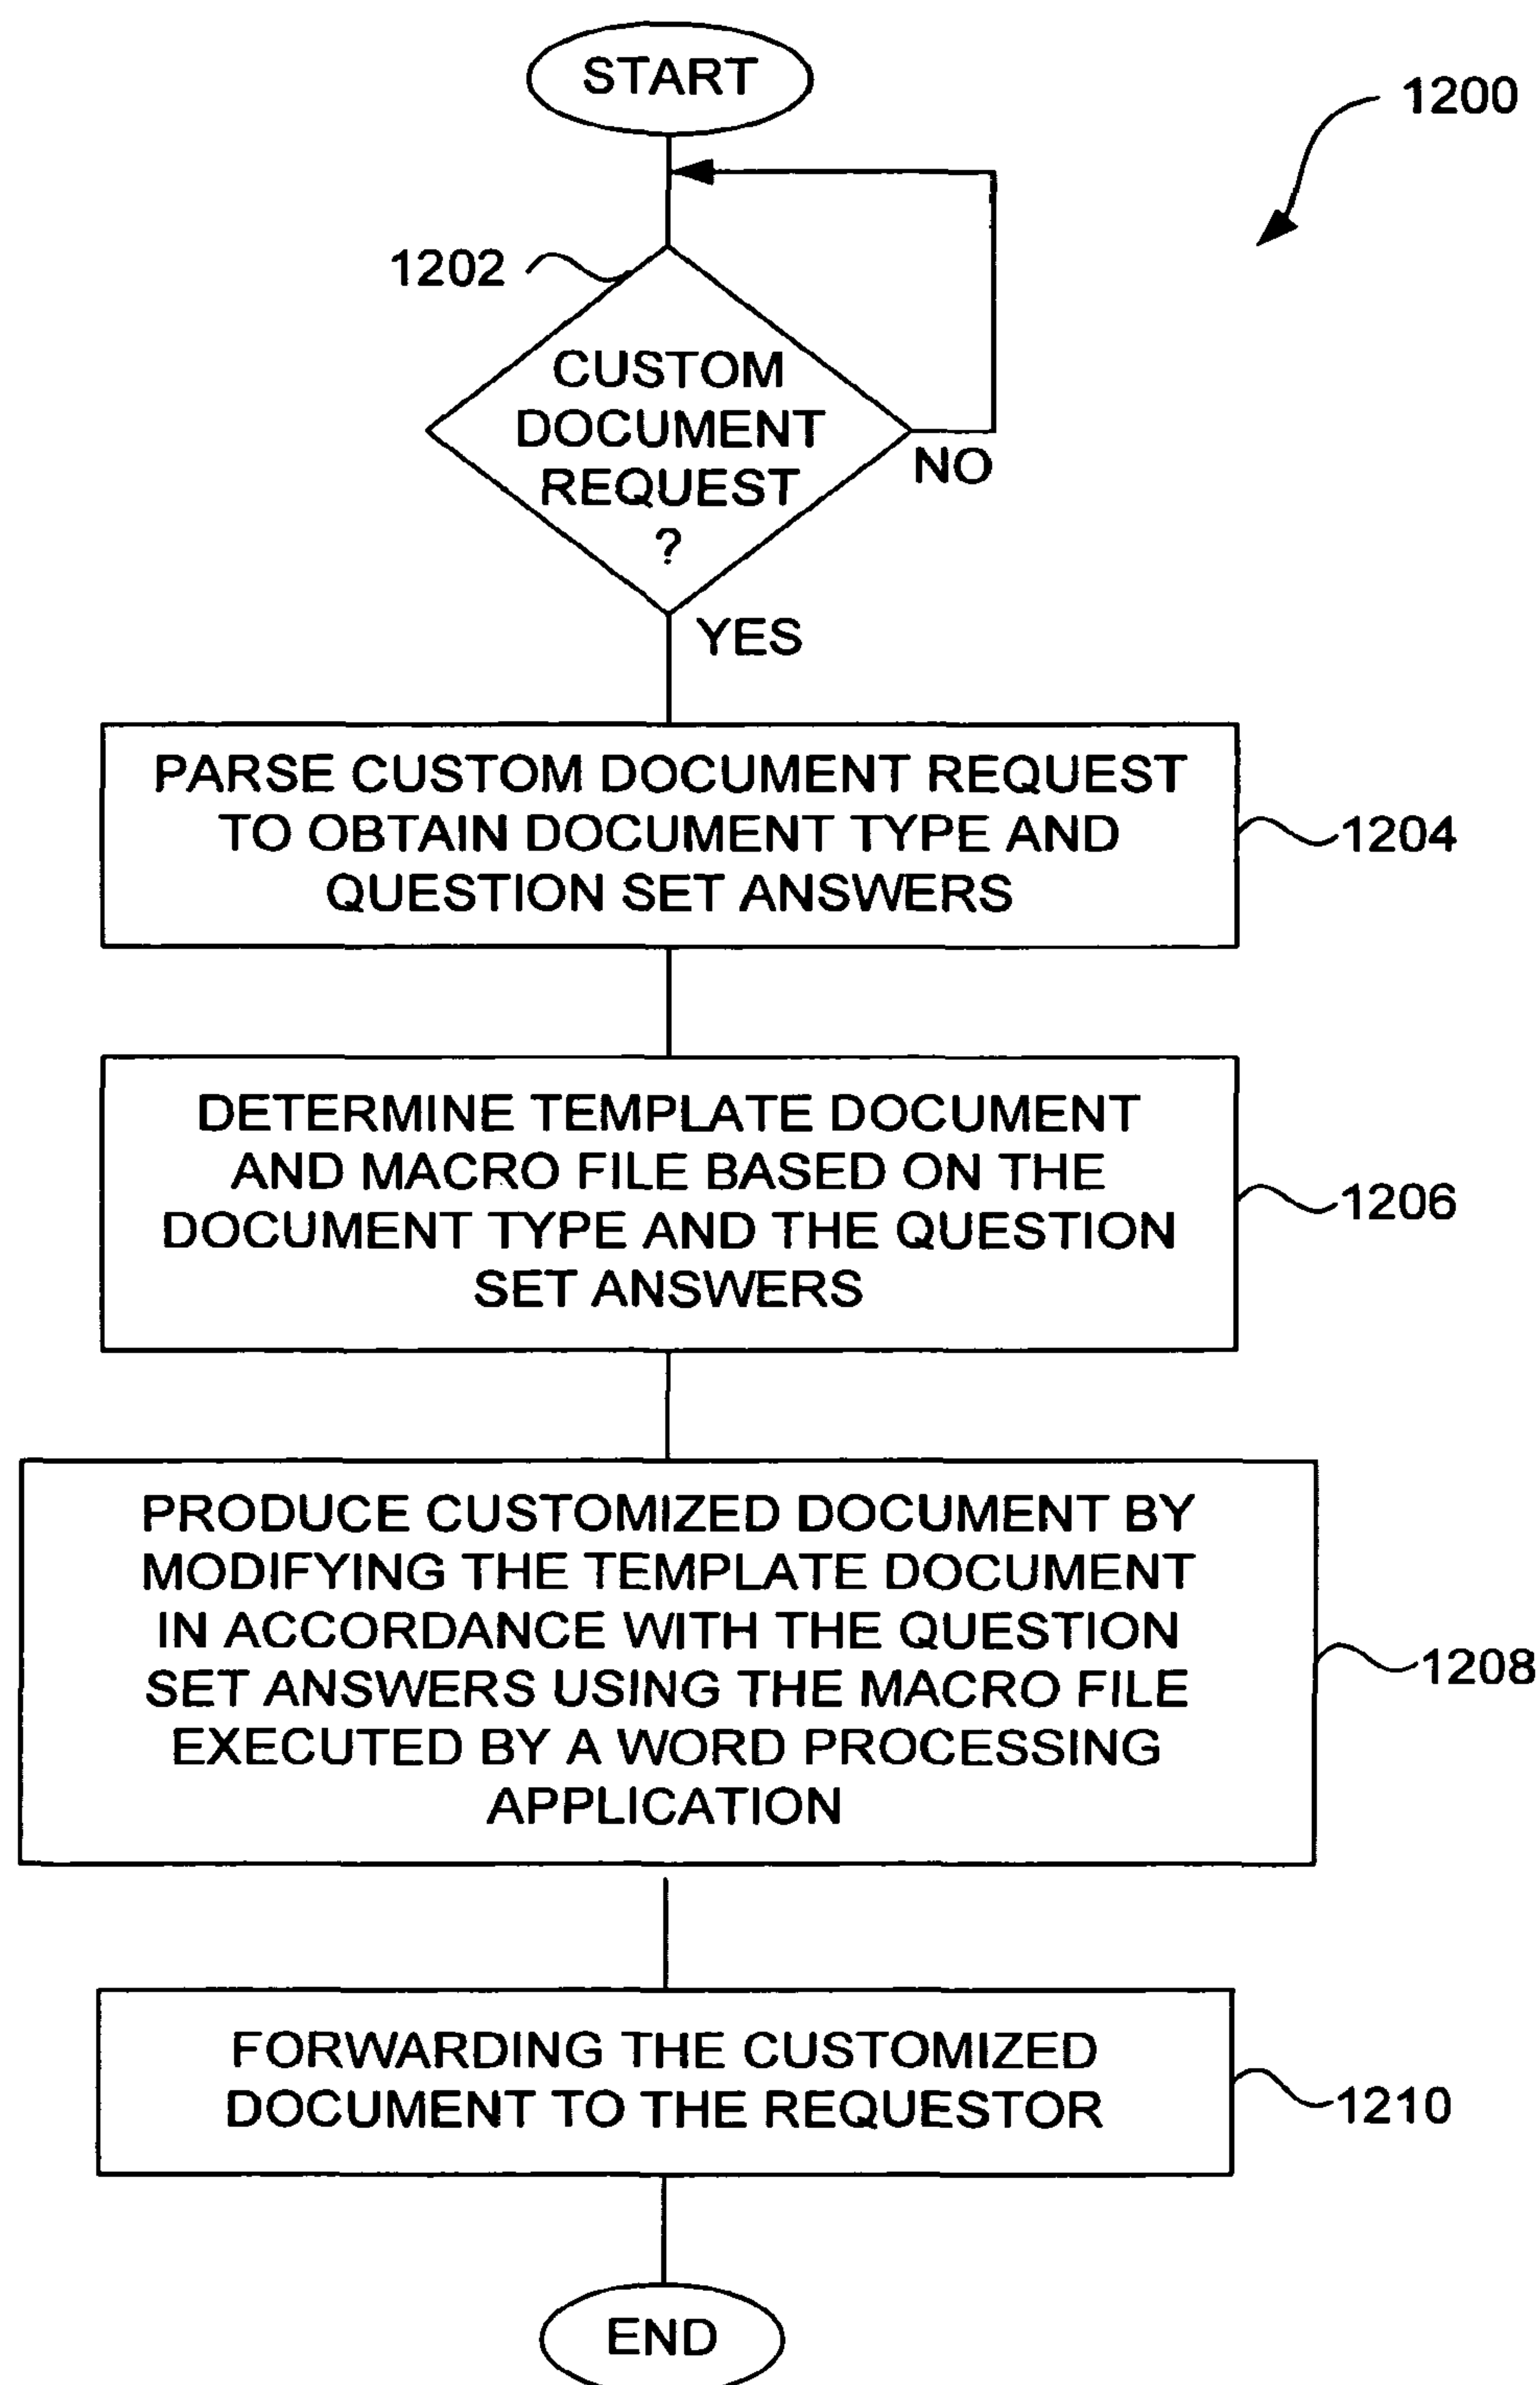 START
1200
1202
CUSTOM
DOCUMENT
REQUEST
?
NO
YES
PARSE CUSTOM DOCUMENT REQUEST
TO OBTAIN DOCUMENT TYPE AND
QUESTION SET ANSWERS
1204
DETERMINE TEMPLATE DOCUMENT
AND MACRO FILE BASED ON THE
DOCUMENT TYPE AND THE QUESTION
SET ANSWERS
1206
PRODUCE CUSTOMIZED DOCUMENT BY
MODIFYING THE TEMPLATE DOCUMENT
IN ACCORDANCE WITH THE QUESTION
SET ANSWERS USING THE MACRO FILE
EXECUTED BY A WORD PROCESSING
APPLICATION
1208
FORWARDING THE CUSTOMIZED
DOCUMENT TO THE REQUESTOR
1210
END